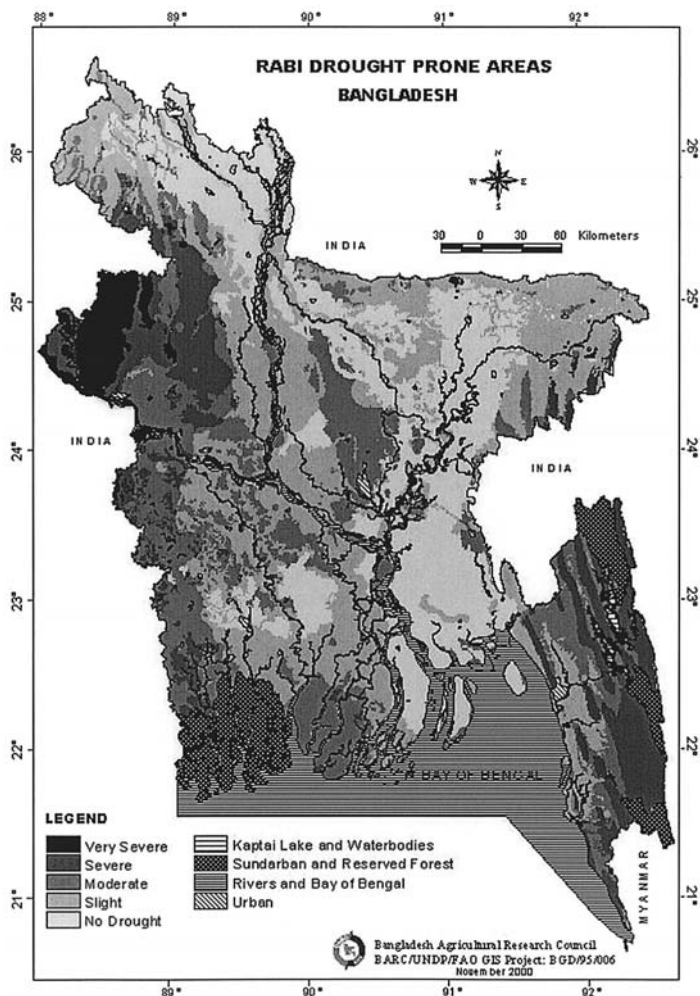 88° 89° 90° 91° 92°
RABI DROUGHT PRONE AREAS
BANGLADESH
26° 26°
N
W E
S
INDIA
30 0 30 60 Kilometers
25° 25°
INDIA
24° 24°
INDIA
23° 23°
22° 22°
BAY OF BENGAL
LEGEND
Very Severe
Severe
Moderate
Slight
No Drought
Kaptai Lake and Waterbodies
Sundarban and Reserved Forest
Rivers and Bay of Bengal
Urban
21° 21°
MYANMAR
Bangladesh Agricultural Research Council
BARC/UNDP/FAO GIS Project: BGD/95/006
November 2000
89° 90° 91° 92°